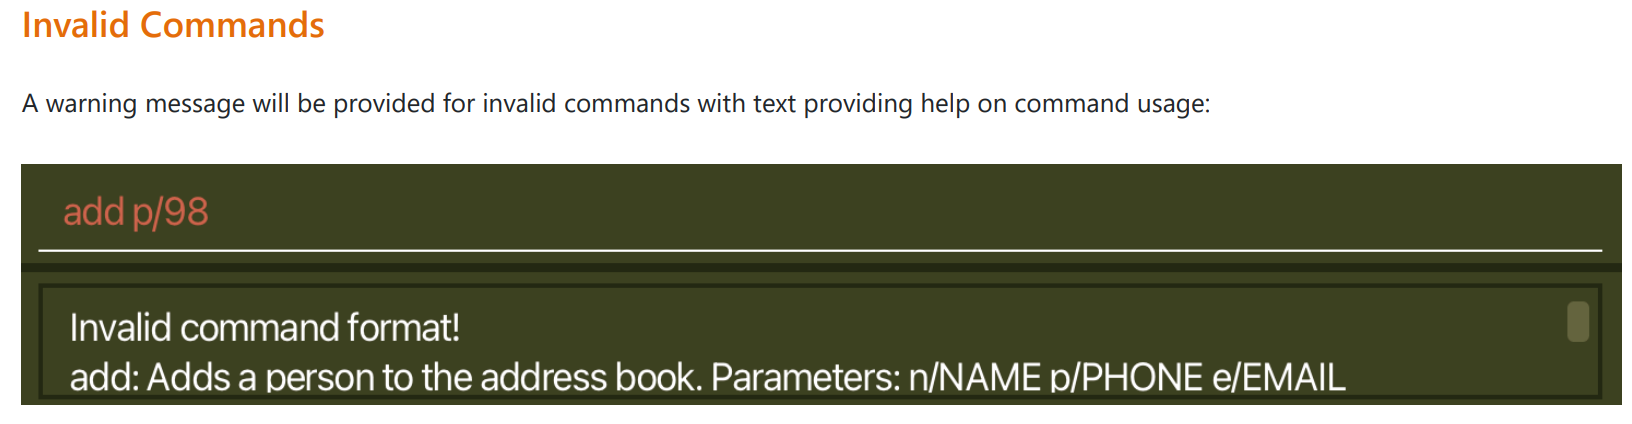 Invalid Commands
A warning message will be provided for invalid commands with text providing help on command usage:
add p/98
Invalid command format!
add: Adds a person to the address book. Parameters: n/NAME p/PHONE e/EMAIL